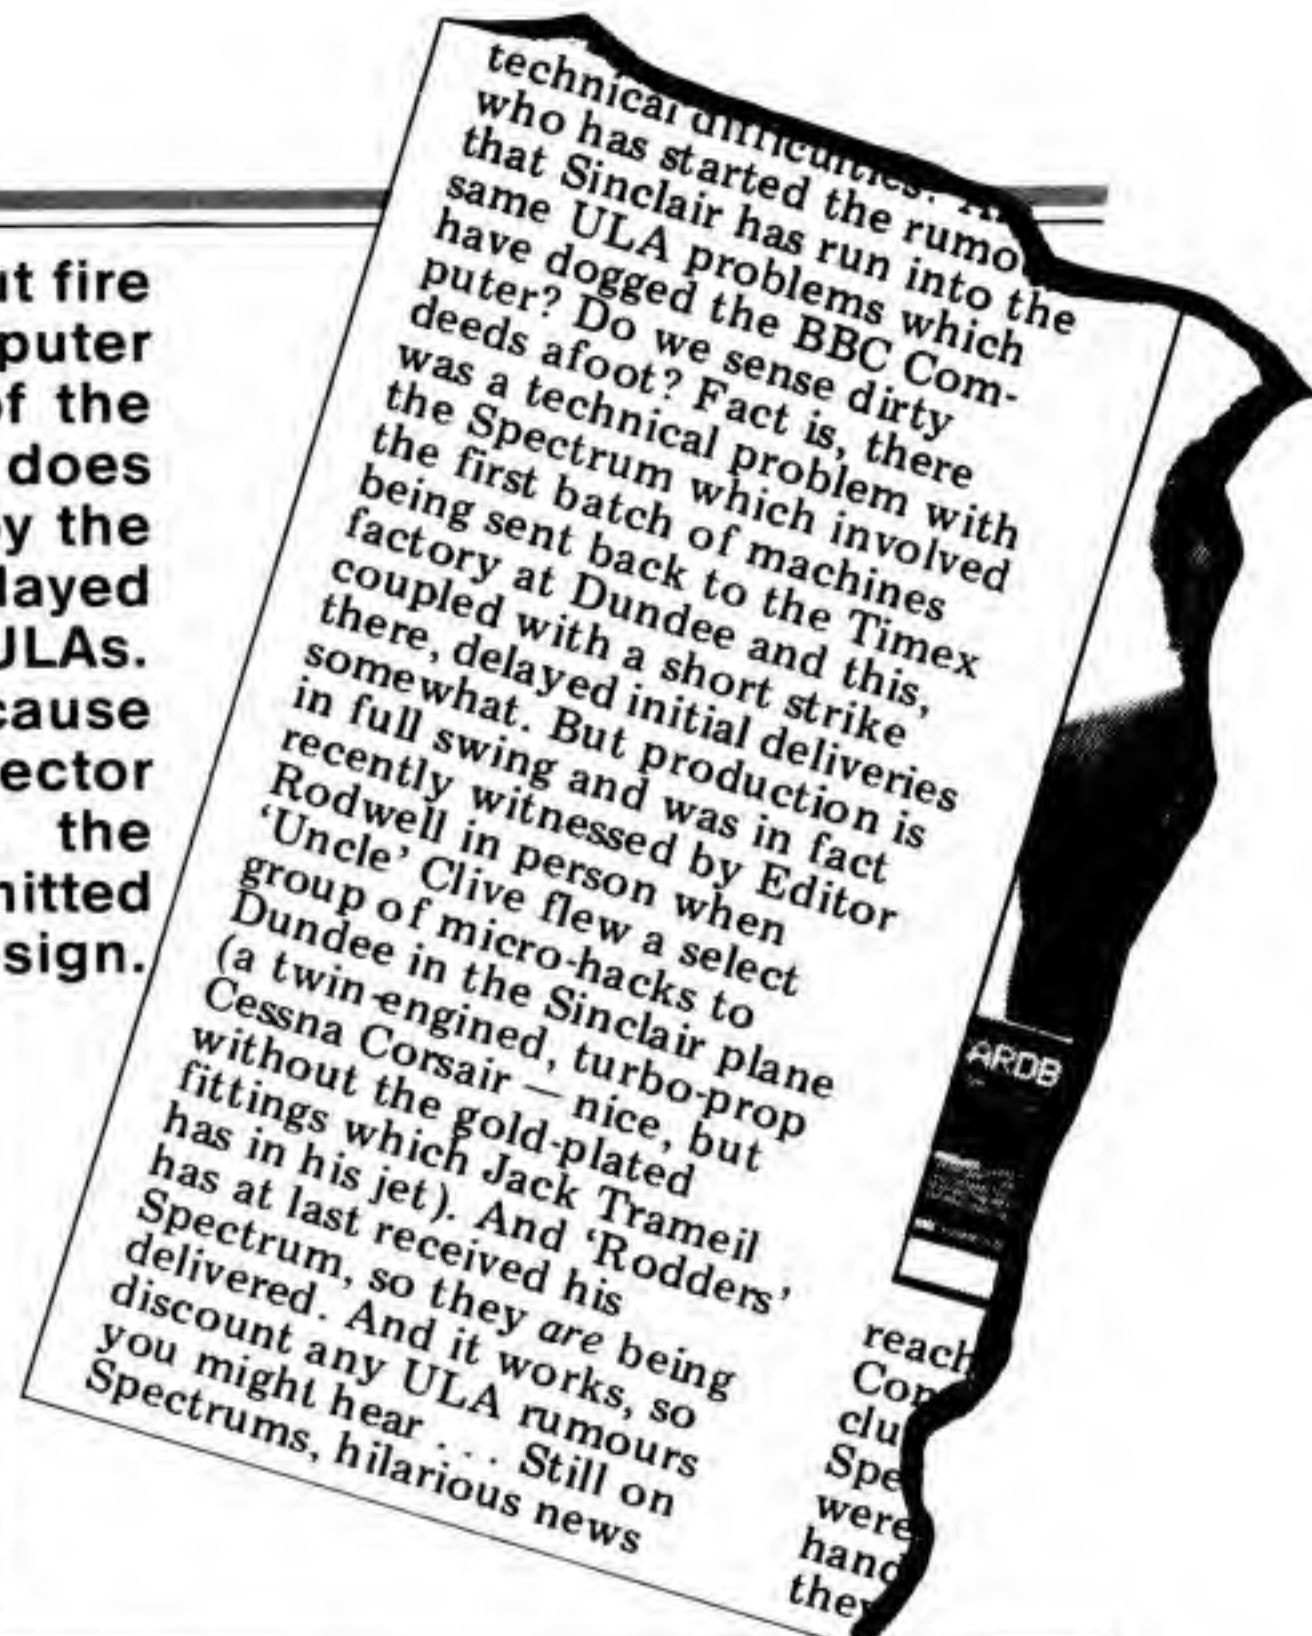 ut fire
puter
of the
does
by the
layed
ULAs.
cause
ector
the
nitted
sign.
technical difficulties.
who has started the rumou
that Sinclair has run into the
same ULA problems which
have dogged the BBC Com-
puter? Do we sense dirty
deeds afoot? Fact is, there
was a technical problem with
the Spectrum which involved
the first batch of machines
being sent back to the Timex
factory at Dundee and this,
coupled with a short strike
there, delayed initial deliveries
somewhat. But production is
in full swing and was in fact
recently witnessed by Editor
Rodwell in person when
‘Uncle’ Clive flew a select
group of micro-hacks to
Dundee in the Sinclair plane
(a twin-engined, turbo-prop
Cessna Corsair — nice, but
without the gold-plated
fittings which Jack Trameil
has in his jet). And ‘Rodders’
has at last received his
Spectrum, so they are being
delivered. And it works, so
discount any ULA rumours
you might hear . . . Still on
Spectrums, hilarious news
ARDB
reach
Com
clu
Spe
were
hand
they